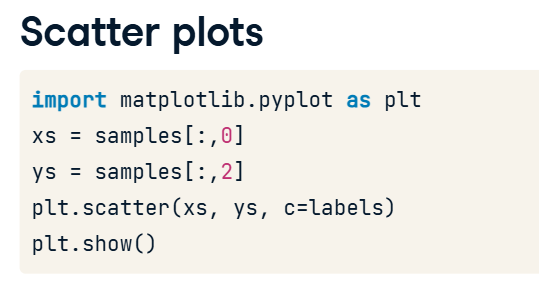 Scatter plots
import matplotlib.pyplot as plt
xs = samples[:,0]
ys = samples[:,2]
plt.scatter(xs, ys, c=labels)
plt.show()